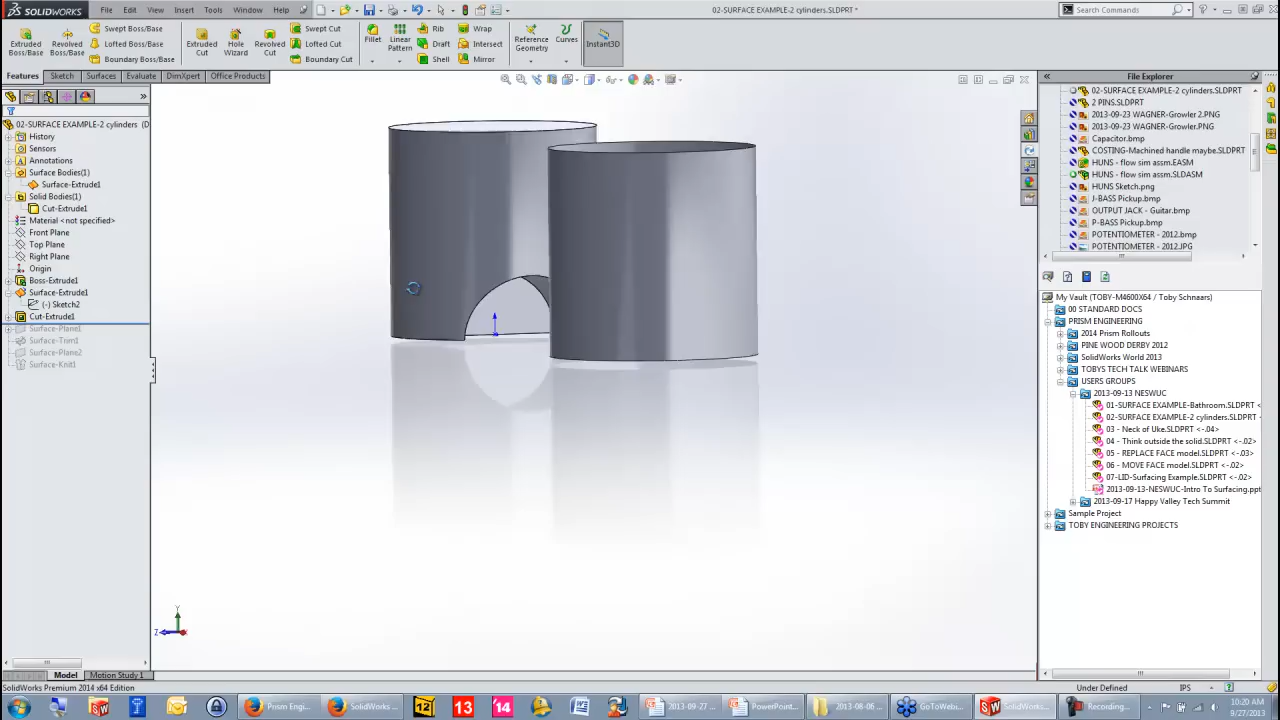 SOLIDWORKS
File Edit View Insert Tools Window Help
02-SURFACE EXAMPLE-2 cylinders.SLDPRT *
Search Commands
Extruded Boss/Base
Revolved Boss/Base
Swept Boss/Base
Lofted Boss/Base
Boundary Boss/Base
Extruded Cut
Hole Wizard
Revolved Cut
Swept Cut
Lofted Cut
Boundary Cut
Fillet
Linear Pattern
Rib
Draft
Shell
Wrap
Intersect
Mirror
Reference Geometry
Curves
Instant3D
Features Sketch Surfaces Evaluate DimXpert Office Products
02-SURFACE EXAMPLE-2 cylinders (D
History
Sensors
Annotations
Surface Bodies(1)
Surface-Extrude1
Solid Bodies(1)
Cut-Extrude1
Material <not specified>
Front Plane
Top Plane
Right Plane
Origin
Boss-Extrude1
Surface-Extrude1
(-) Sketch2
Cut-Extrude1
Surface-Plane1
Surface-Trim1
Surface-Plane2
Surface-Knit1
Y
Z
File Explorer
02-SURFACE EXAMPLE-2 cylinders.SLDPRT
2 PINS.SLDPRT
2013-09-23 WAGNER-Growler 2.PNG
2013-09-23 WAGNER-Growler.PNG
Capacitor.bmp
COSTING-Machined handle maybe.SLDPRT
HUNS - flow sim assm.EASM
HUNS - flow sim assm.SLDASM
HUNS Sketch.png
J-BASS Pickup.bmp
OUTPUT JACK - Guitar.bmp
P-BASS Pickup.bmp
POTENTIOMETER - 2012.bmp
POTENTIOMETER - 2012.JPG
My Vault (TOBY-M4600X64 / Toby Schnaars)
00 STANDARD DOCS
PRISM ENGINEERING
2014 Prism Rollouts
PINE WOOD DERBY 2012
SolidWorks World 2013
TOBYS TECH TALK WEBINARS
USERS GROUPS
2013-09-13 NESWUC
01-SURFACE EXAMPLE-Bathroom.SLDPRT <
02-SURFACE EXAMPLE-2 cylinders.SLDPRT <
03 - Neck of Uke.SLDPRT <-.04>
04 - Think outside the solid.SLDPRT <-.02>
05 - REPLACE FACE model.SLDPRT <-.03>
06 - MOVE FACE model.SLDPRT <-.02>
07-LID-Surfacing Example.SLDPRT <-.02>
2013-09-13-NESWUC-Intro To Surfacing.ppt
2013-09-17 Happy Valley Tech Summit
Sample Project
TOBY ENGINEERING PROJECTS
Model Motion Study 1
SolidWorks Premium 2014 x64 Edition
Under Defined IPS
Prism Engi...
SolidWorks ...
12
13
14
2013-09-27 ...
PowerPoint...
2013-08-06 ...
GoToWebi...
SolidWorks...
Recording...
10:20 AM
9/27/2013